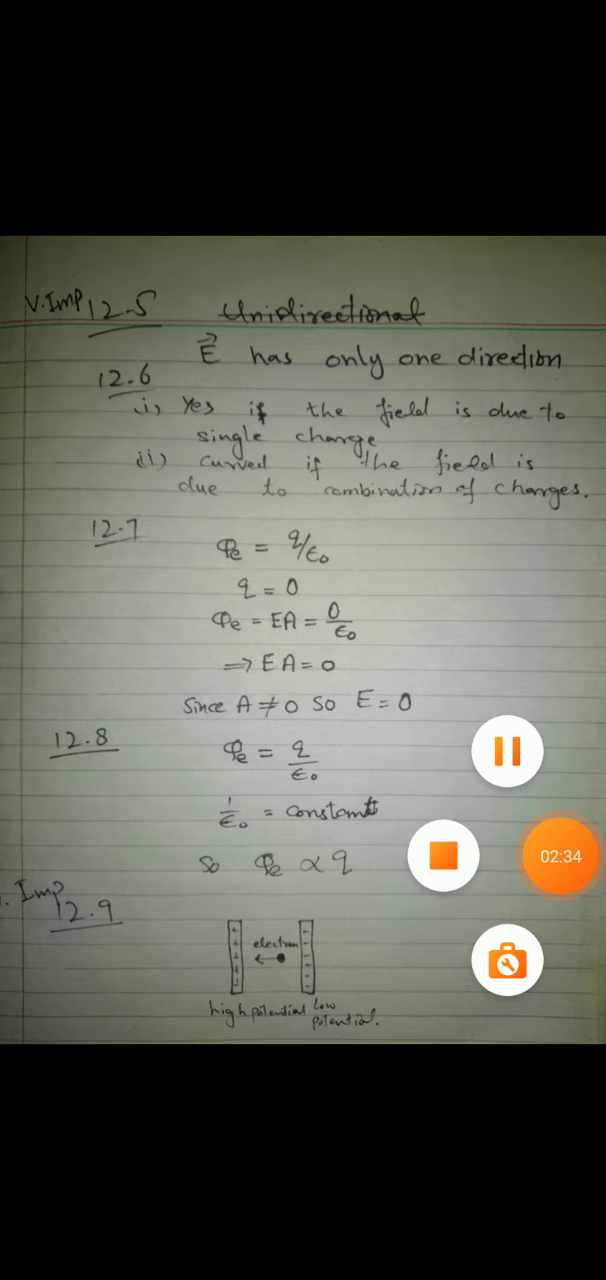 V.Imp 12.5 Unidirectional
E⃗ has only one direction
12.6
i) Yes if the field is due to
single charge
ii) curved if the field is
due to combination of charges.
12.7
Φe = q/ε₀
q = 0
Φe = EA = 0/ε₀
⇒ EA = 0
Since A ≠ 0 so E = 0
12.8 Φe = q/ε₀
1/ε₀ = constant
So Φe ∝ q
02:34
. Imp
12.9
electron
high potential low
potential.